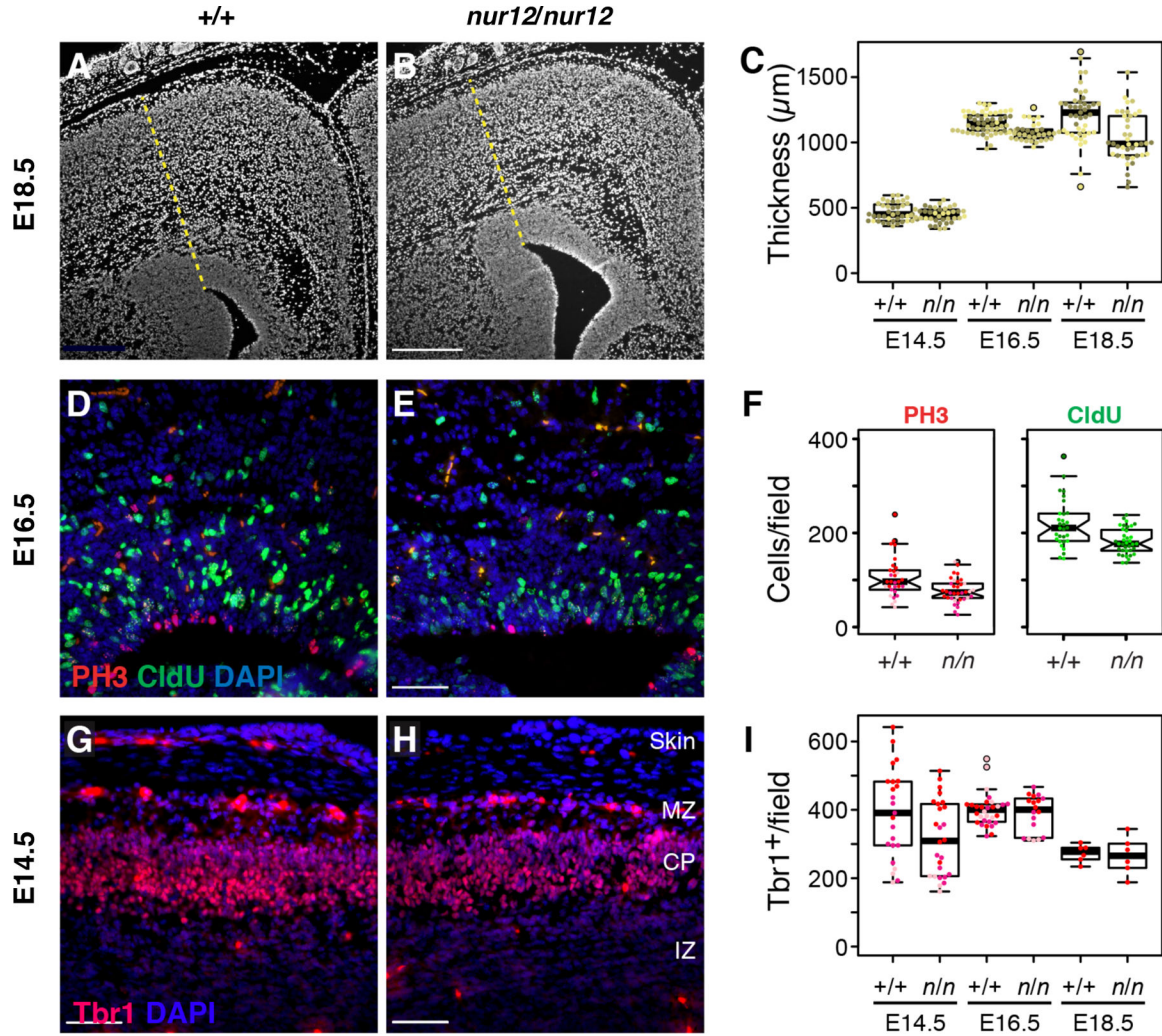 +/+ nur12/nur12
E18.5
A
B
C
Thickness (µm)
1500
1000
500
0
+/+ n/n +/+ n/n +/+ n/n
E14.5 E16.5 E18.5
E16.5
D
PH3 CldU DAPI
E
F
PH3 CldU
Cells/field
400
200
0
+/+ n/n +/+ n/n
E14.5
G
Tbr1 DAPI
H
Skin
MZ
CP
IZ
I
Tbr1+/field
600
400
200
0
+/+ n/n +/+ n/n +/+ n/n
E14.5 E16.5 E18.5